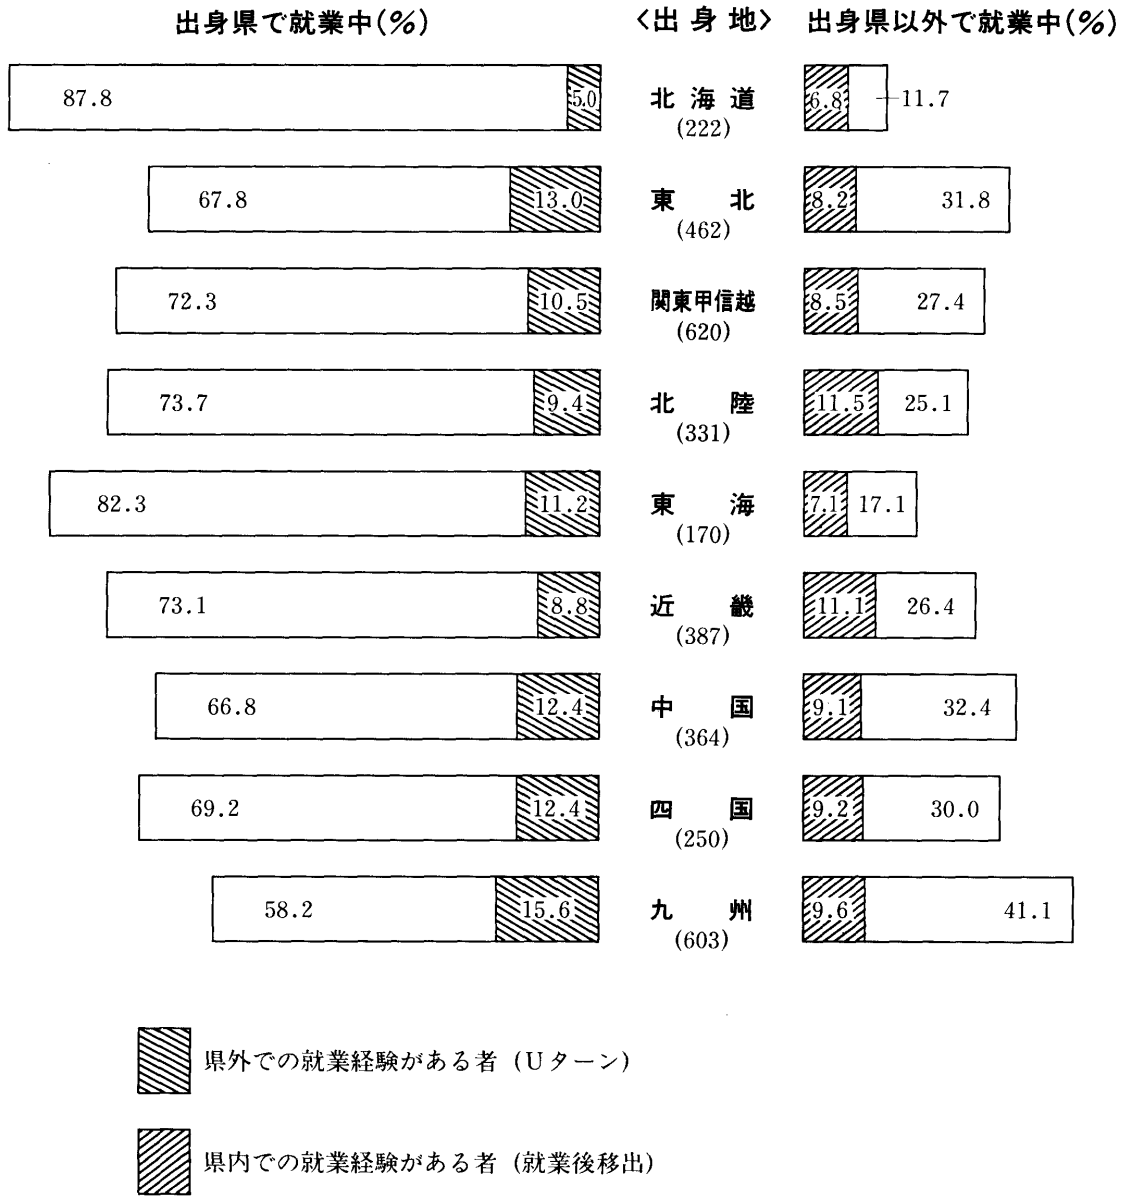 出身県で就業中(%) 〈出身地〉 出身県以外で就業中(%)
87.8 5.0 北海道 6.8 11.7
(222)
67.8 13.0 東北 8.2 31.8
(462)
72.3 10.5 関東甲信越 8.5 27.4
(620)
73.7 9.4 北陸 11.5 25.1
(331)
82.3 11.2 東海 7.1 17.1
(170)
73.1 8.8 近畿 11.1 26.4
(387)
66.8 12.4 中国 9.1 32.4
(364)
69.2 12.4 四国 9.2 30.0
(250)
58.2 15.6 九州 9.6 41.1
(603)
県外での就業経験がある者(Uターン)
県内での就業経験がある者(就業後移出)